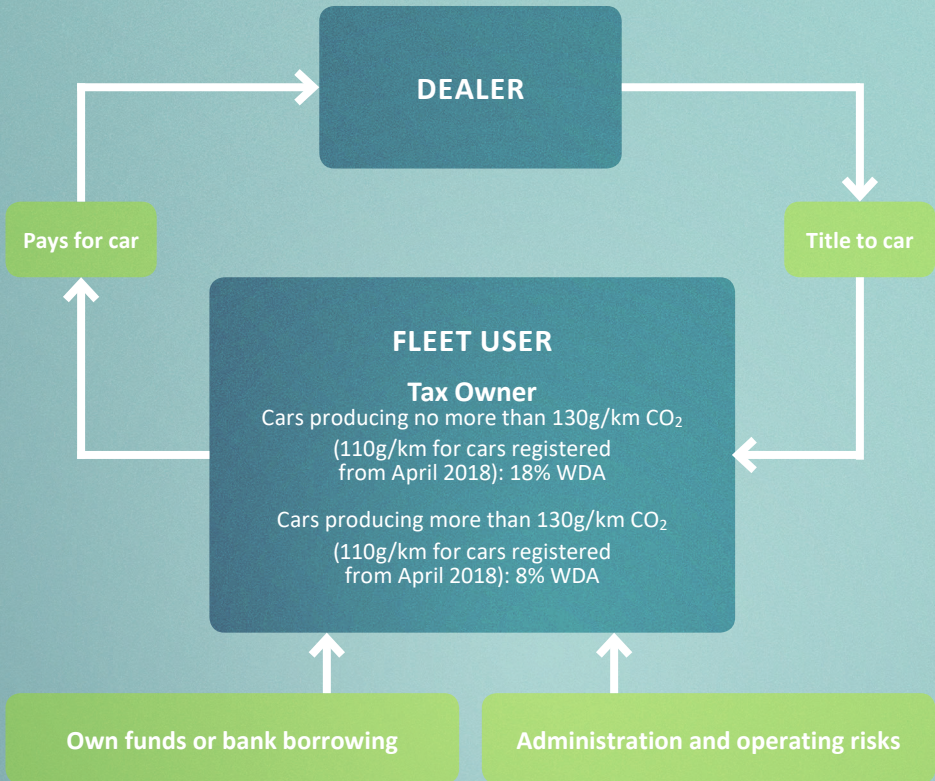 DEALER
Pays for car
Title to car
FLEET USER
Tax Owner
Cars producing no more than 130g/km CO₂
(110g/km for cars registered
from April 2018): 18% WDA
Cars producing more than 130g/km CO₂
(110g/km for cars registered
from April 2018): 8% WDA
Own funds or bank borrowing
Administration and operating risks